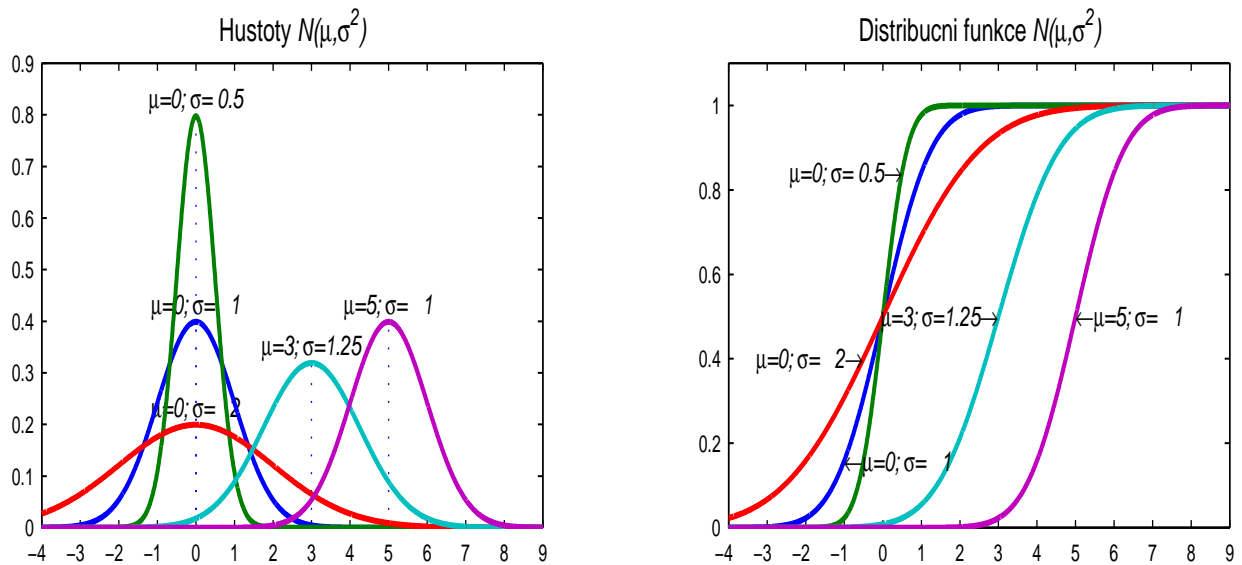 Hustoty N(μ,σ²)
0.9
0.8
0.7
0.6
0.5
0.4
0.3
0.2
0.1
0
μ=0; σ= 0.5
μ=0; σ= 1
μ=5; σ= 1
μ=3; σ=1.25
μ=0; σ= 2
−4 −3 −2 −1 0 1 2 3 4 5 6 7 8 9
Distribucni funkce N(μ,σ²)
1
0.8
0.6
0.4
0.2
0
μ=0; σ= 0.5→
μ=3; σ=1.25→
←μ=5; σ= 1
μ=0; σ= 2→
←μ=0; σ= 1
−4 −3 −2 −1 0 1 2 3 4 5 6 7 8 9